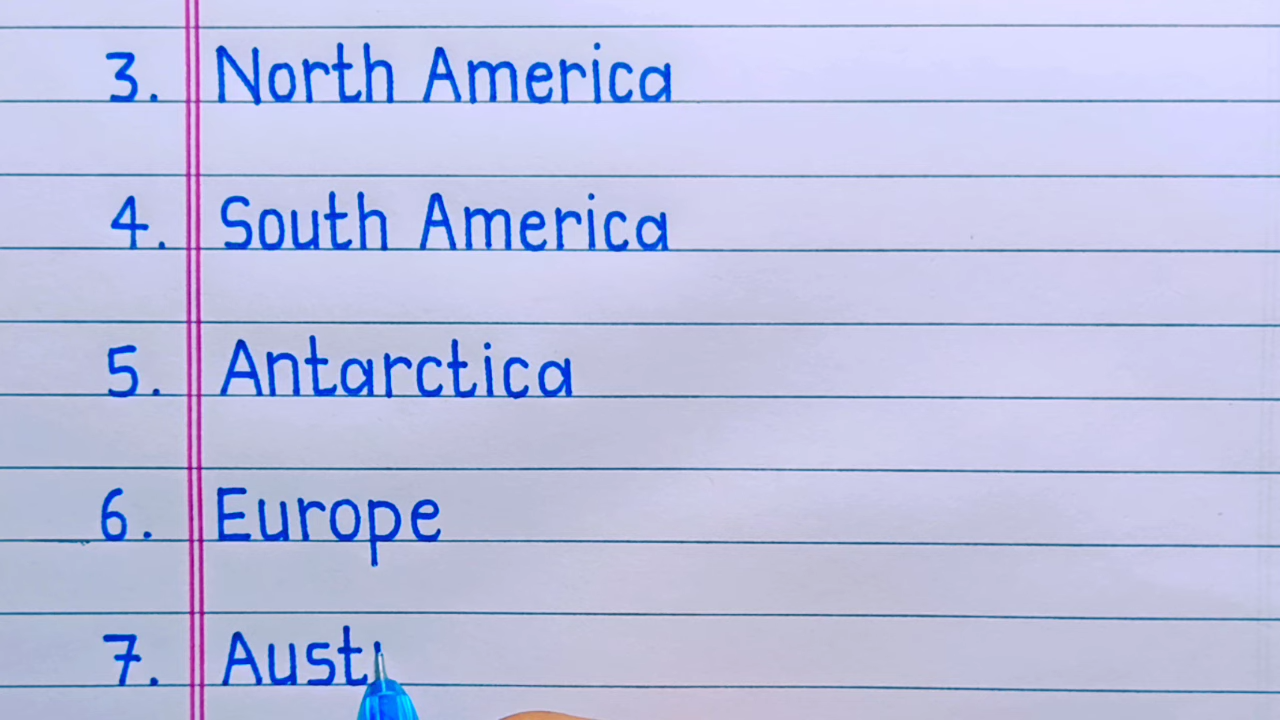 3. North America
4. South America
5. Antarctica
6. Europe
7. Aust